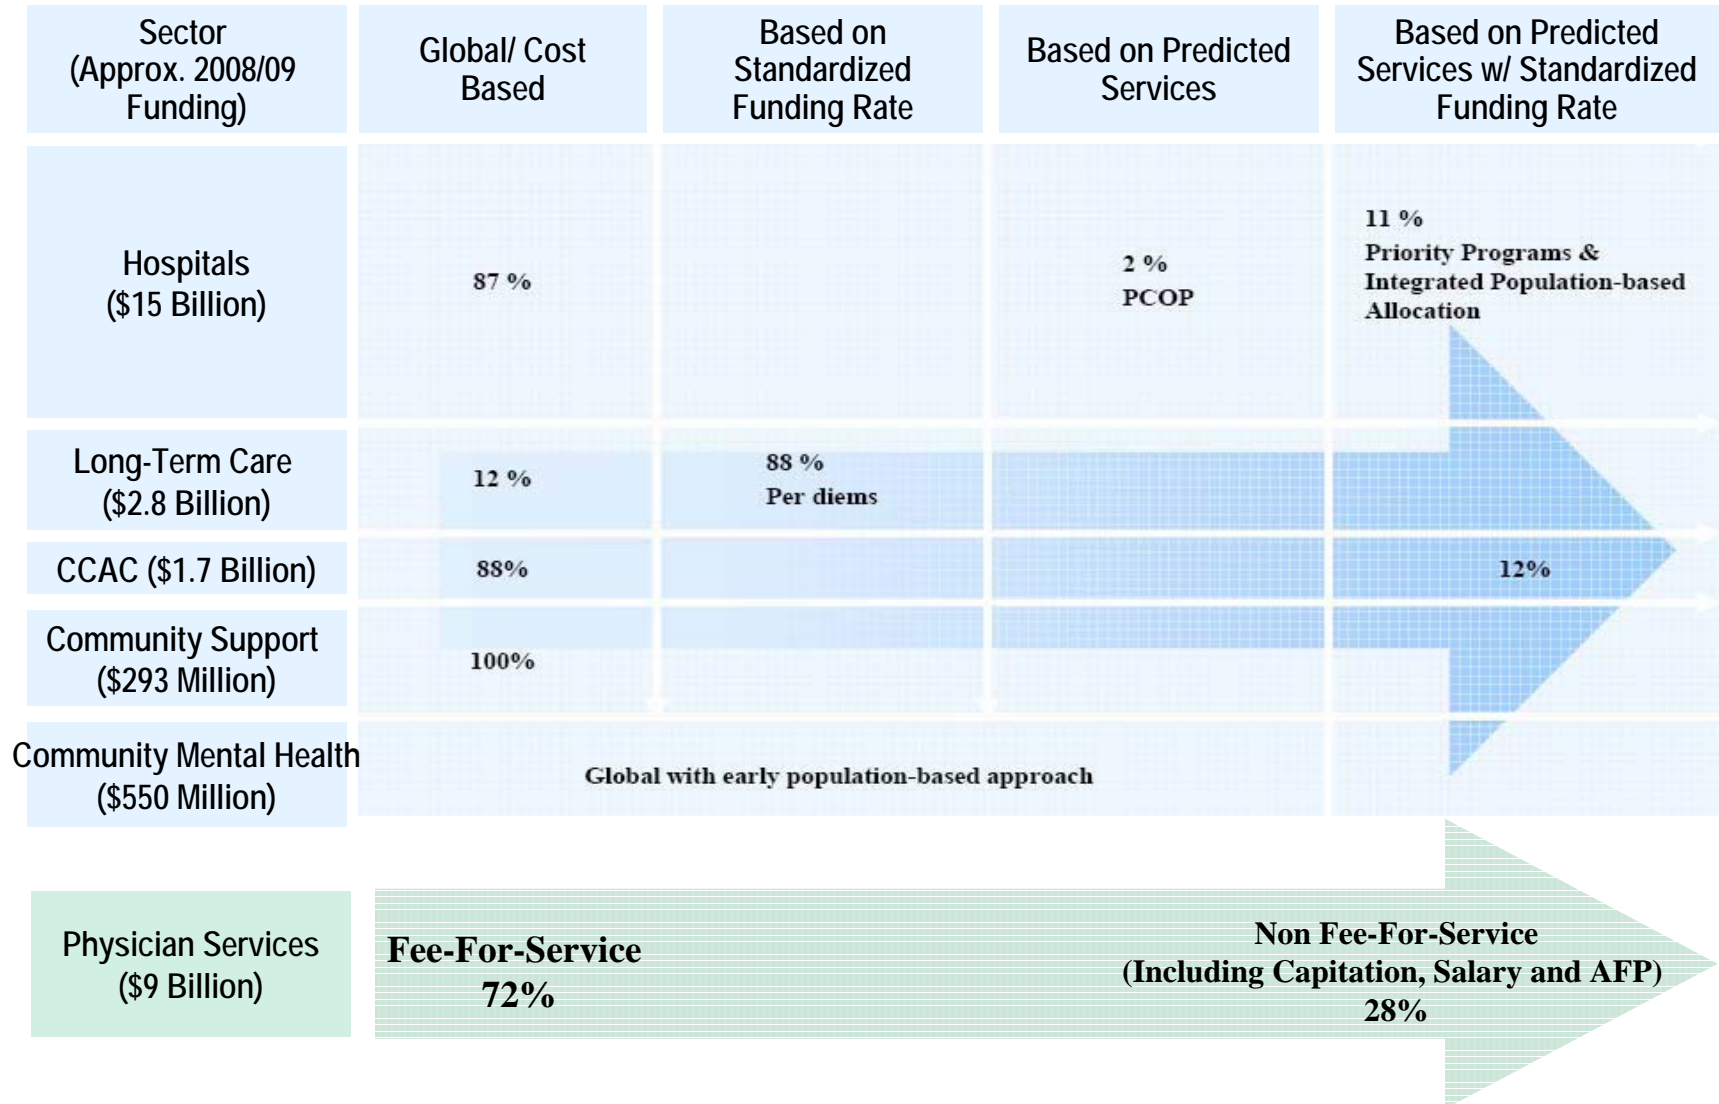 Sector
(Approx. 2008/09
Funding)
Global/ Cost
Based
Based on
Standardized
Funding Rate
Based on Predicted
Services
Based on Predicted
Services w/ Standardized
Funding Rate
Hospitals
($15 Billion)
87 %
2 %
PCOP
11 %
Priority Programs &
Integrated Population-based
Allocation
Long-Term Care
($2.8 Billion)
12 %
88 %
Per diems
CCAC ($1.7 Billion)
88%
12%
Community Support
($293 Million)
100%
Community Mental Health
($550 Million)
Global with early population-based approach
Physician Services
($9 Billion)
Fee-For-Service
72%
Non Fee-For-Service
(Including Capitation, Salary and AFP)
28%